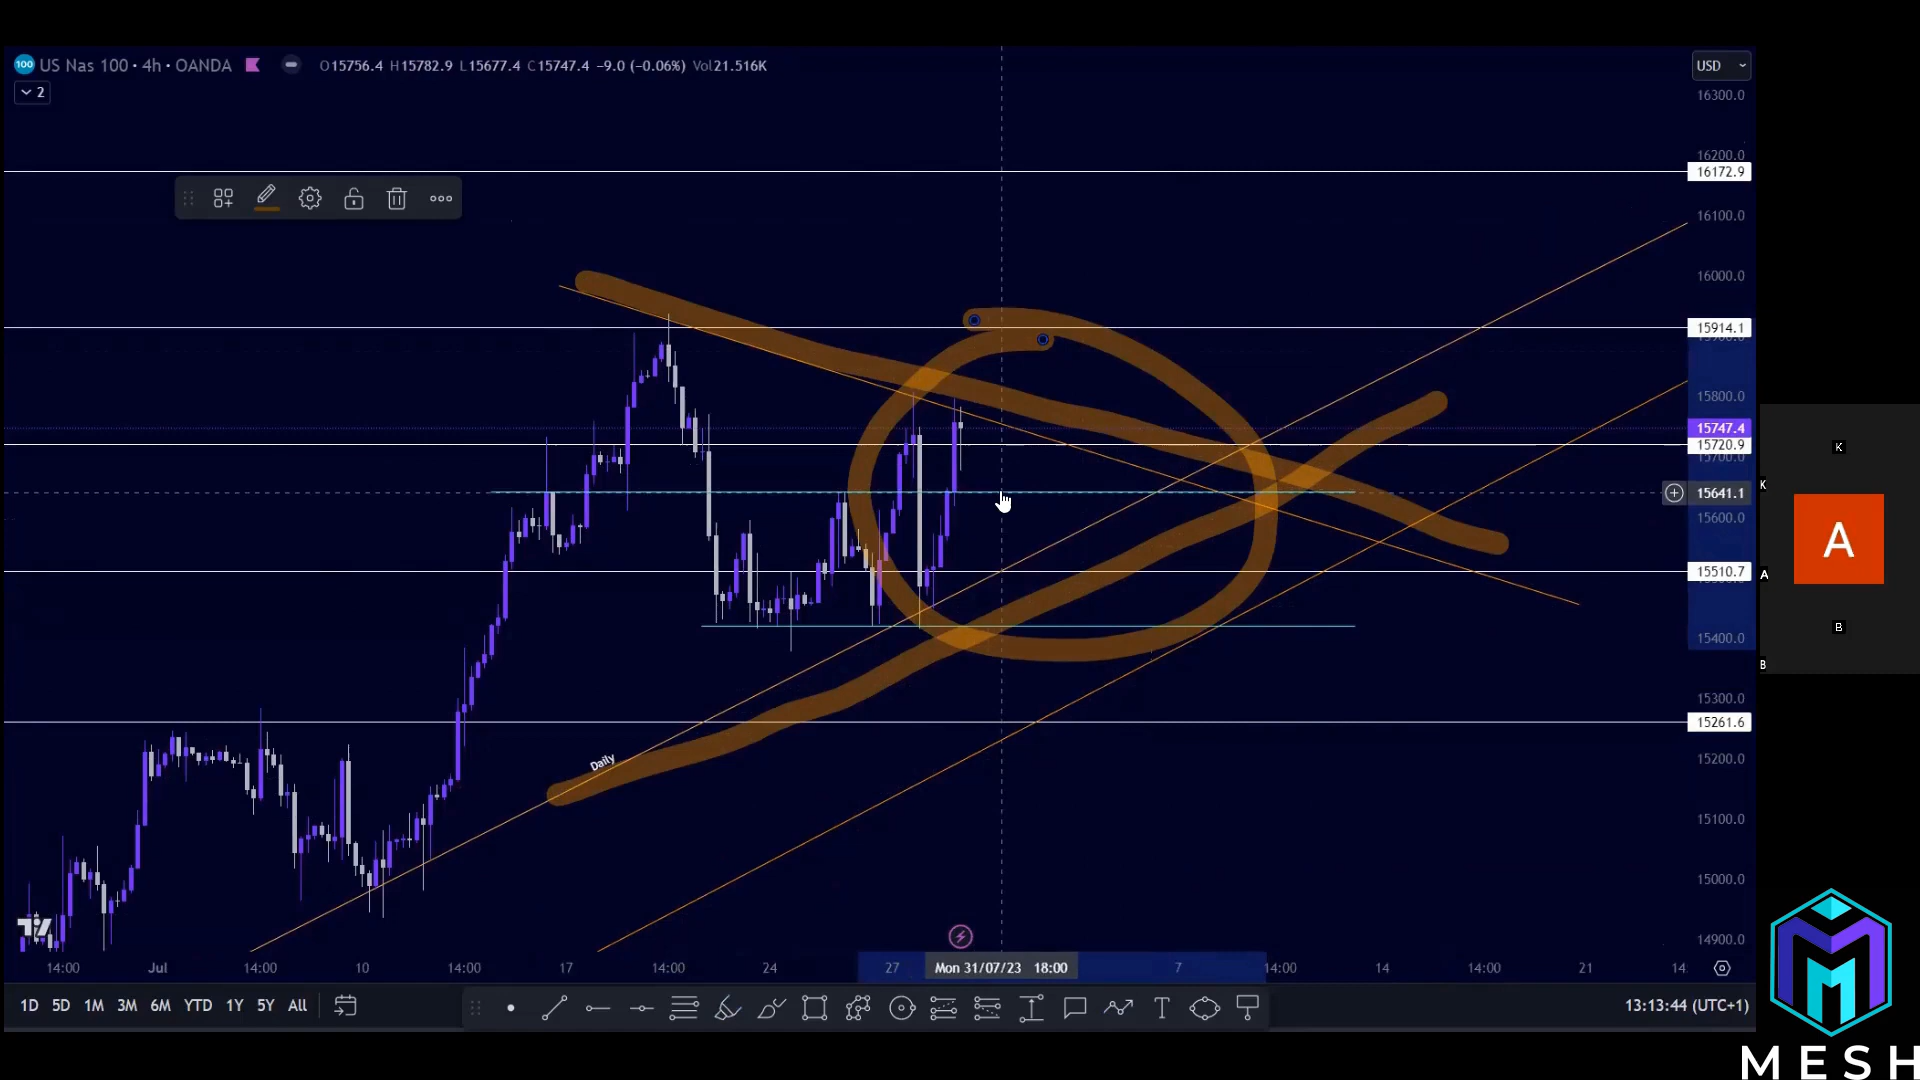 100 US Nas 100 • 4h • OANDA O15756.4 H15782.9 L15677.4 C15747.4 −9.0 (−0.06%) Vol21.516K
2
USD
16300.0
16200.0
16172.9
16100.0
16000.0
15914.1
15800.0
15747.4
15720.9
15700.0
15641.1
15600.0
15510.7
15400.0
15300.0
15261.6
15200.0
15100.0
15000.0
14900.0
Daily
14:00 Jul 14:00 10 14:00 17 14:00 24 27 Mon 31/07/23 18:00 7 14:00 14 14:00 21 14:
1D 5D 1M 3M 6M YTD 1Y 5Y All
T
13:13:44 (UTC+1)
K
K
A
A
B
B
MESH